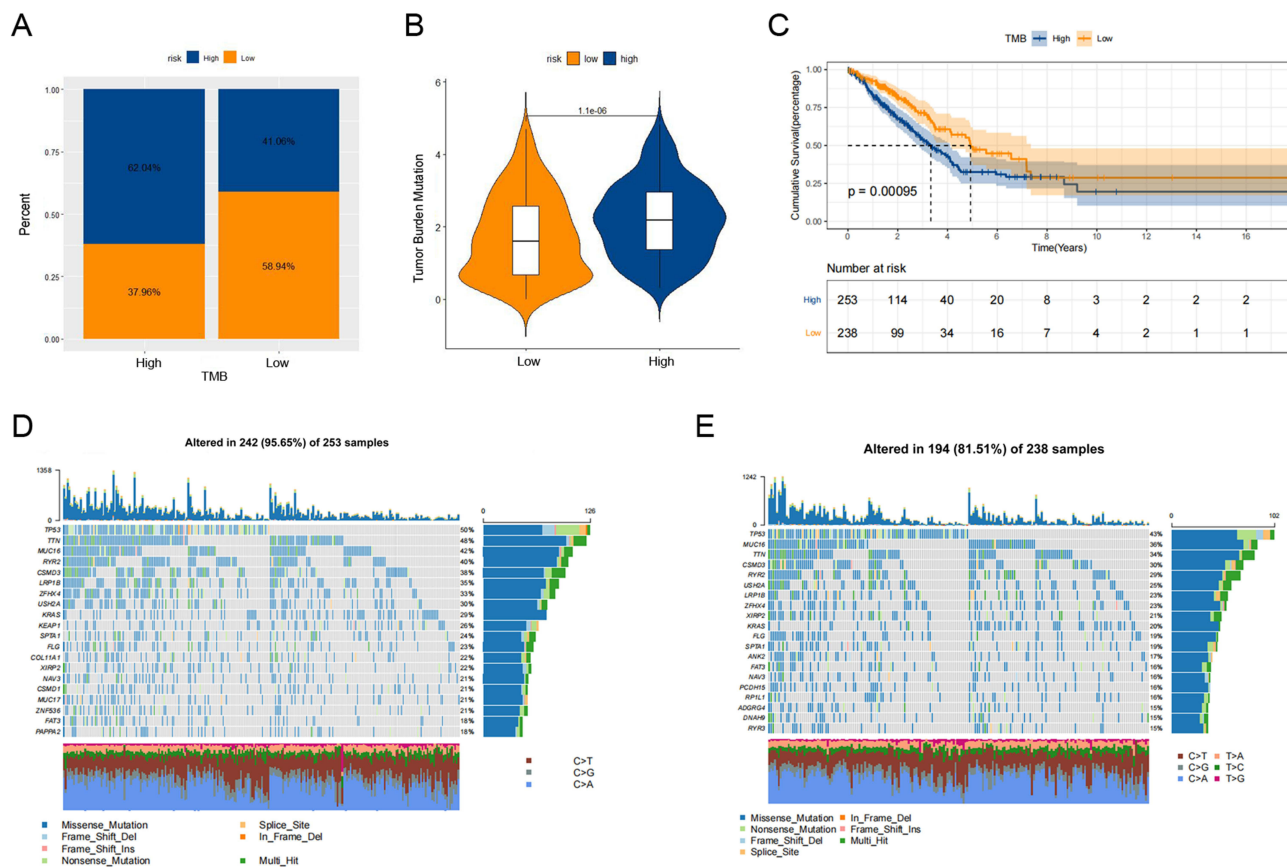 A
risk High Low
Percent
1.00
0.75
0.50
0.25
0.00
62.04%
37.96%
41.06%
58.94%
High Low
TMB
B
risk low high
Tumor Burden Mutation
6
4
2
0
1.1e-06
Low High
C
TMB High Low
Cumulative Survival(percentage)
1.00
0.75
0.50
0.25
0.00
p = 0.00095
0 2 4 6 8 10 12 14 16
Time(Years)
Number at risk
High 253 114 40 20 8 3 2 2 2
Low 238 99 34 16 7 4 2 1 1
D
Altered in 242 (95.65%) of 253 samples
1358
0
0 126
TP53 50%
TTN 48%
MUC16 42%
RYR2 40%
CSMD3 38%
LRP1B 35%
ZFHX4 33%
USH2A 30%
KRAS 29%
KEAP1 26%
SPTA1 24%
FLG 23%
COL11A1 22%
XIRP2 22%
NAV3 21%
CSMD1 21%
MUC17 21%
ZNF536 21%
FAT3 18%
PAPPA2 18%
C>T
C>G
C>A
Missense_Mutation Splice_Site
Frame_Shift_Del In_Frame_Del
Frame_Shift_Ins
Nonsense_Mutation Multi_Hit
E
Altered in 194 (81.51%) of 238 samples
1242
0
0 102
TP53 43%
MUC16 36%
TTN 34%
CSMD3 30%
RYR2 29%
USH2A 25%
LRP1B 23%
ZFHX4 23%
XIRP2 21%
KRAS 20%
FLG 19%
SPTA1 19%
ANK2 17%
FAT3 16%
NAV3 16%
PCDH15 16%
RP1L1 16%
ADGRG4 15%
DNAH9 15%
RYR3 15%
C>T T>A
C>G T>C
C>A T>G
Missense_Mutation In_Frame_Del
Nonsense_Mutation Frame_Shift_Ins
Frame_Shift_Del Multi_Hit
Splice_Site